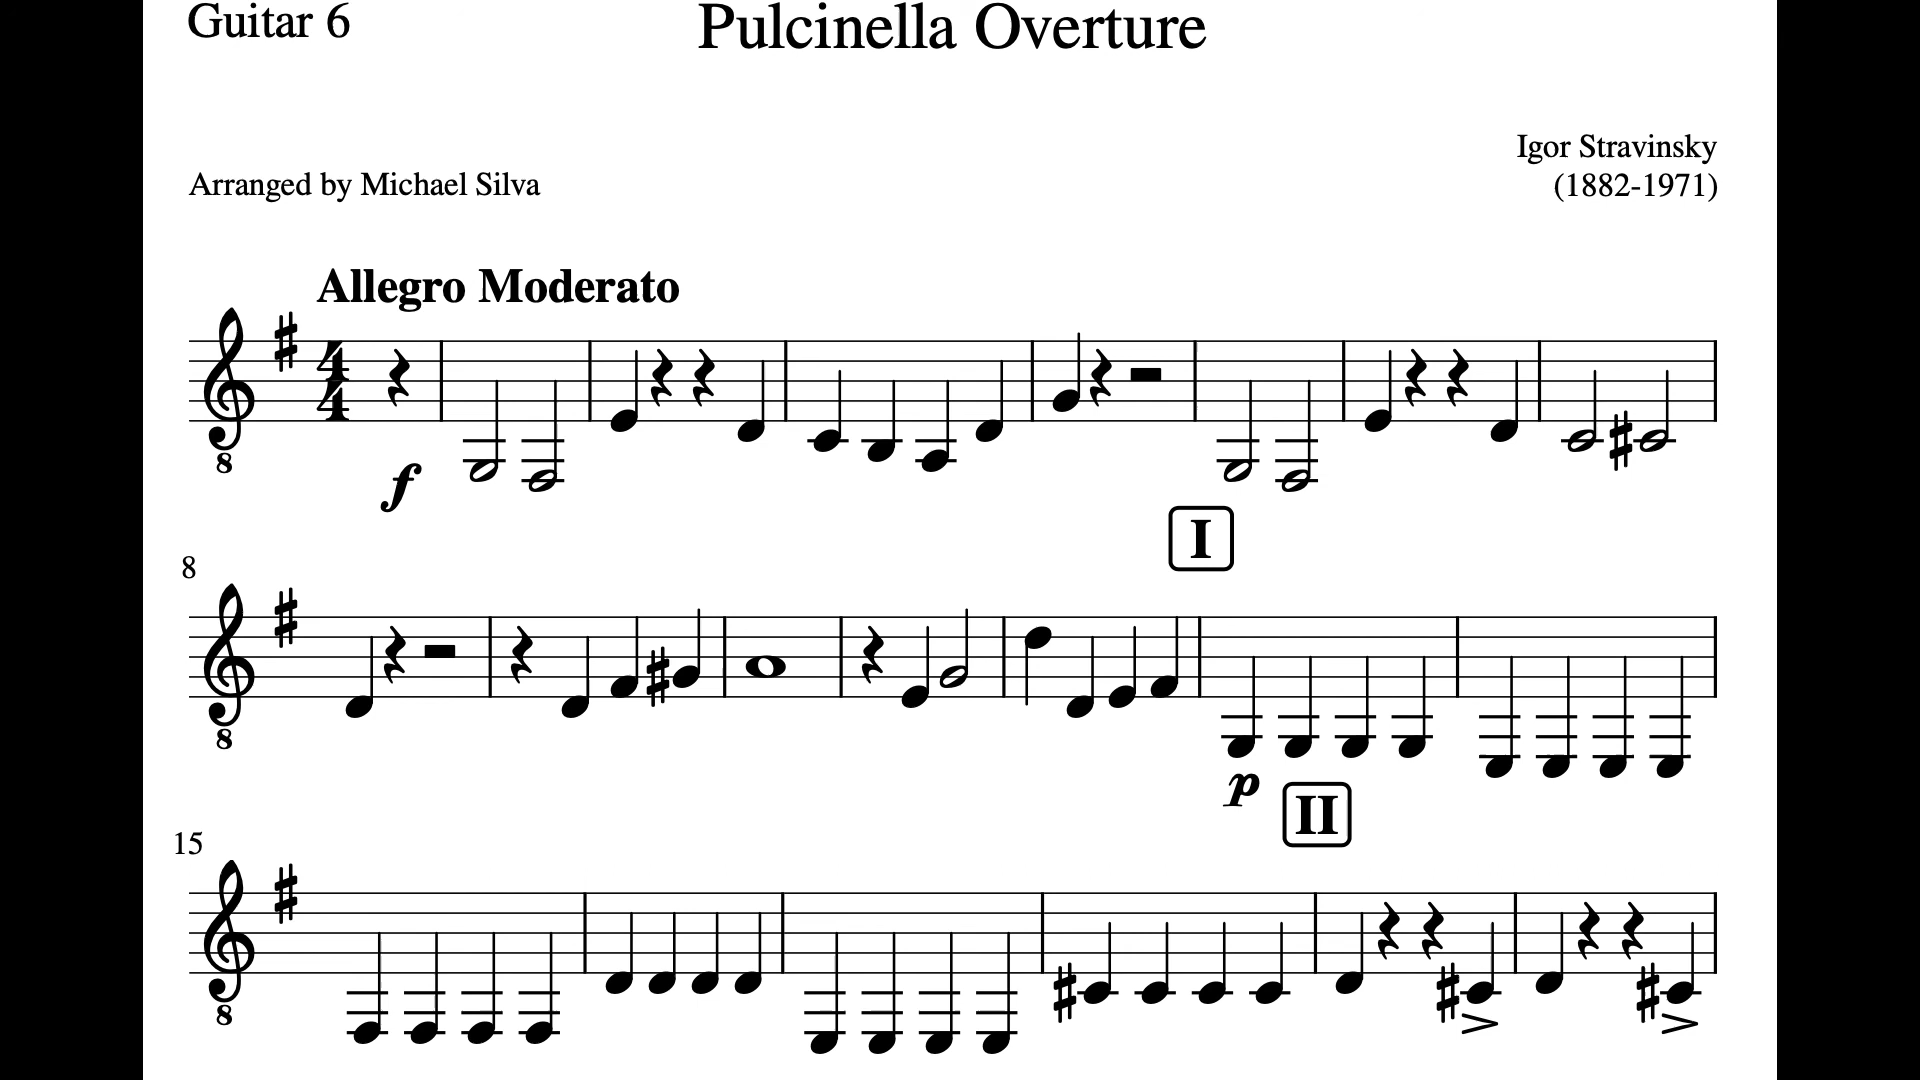 Guitar 6
Pulcinella Overture
Igor Stravinsky
Arranged by Michael Silva
(1882-1971)
Allegro Moderato
4
4
8
f
I
8
8
p
II
15
8